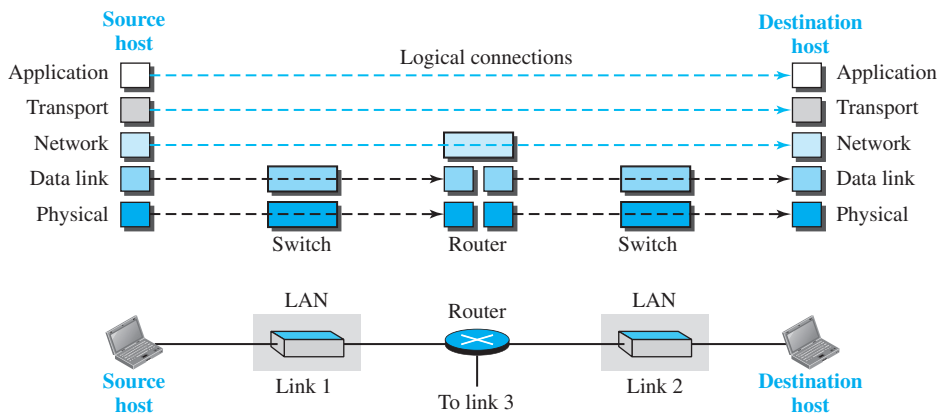 Source
host
Destination
host
Logical connections
Application
Application
Transport
Transport
Network
Network
Data link
Data link
Physical
Physical
Switch
Router
Switch
LAN
Router
LAN
Source
host
Link 1
To link 3
Link 2
Destination
host